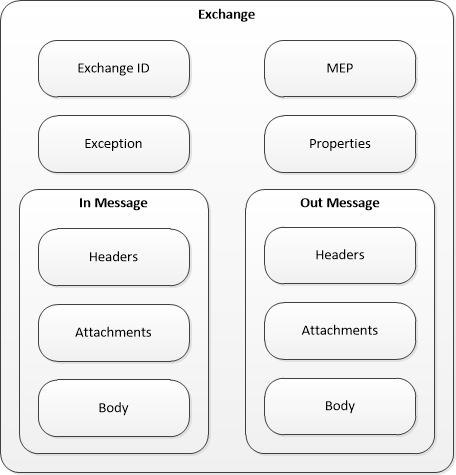 Exchange
Exchange ID
MEP
Exception
Properties
In Message
Headers
Attachments
Body
Out Message
Headers
Attachments
Body